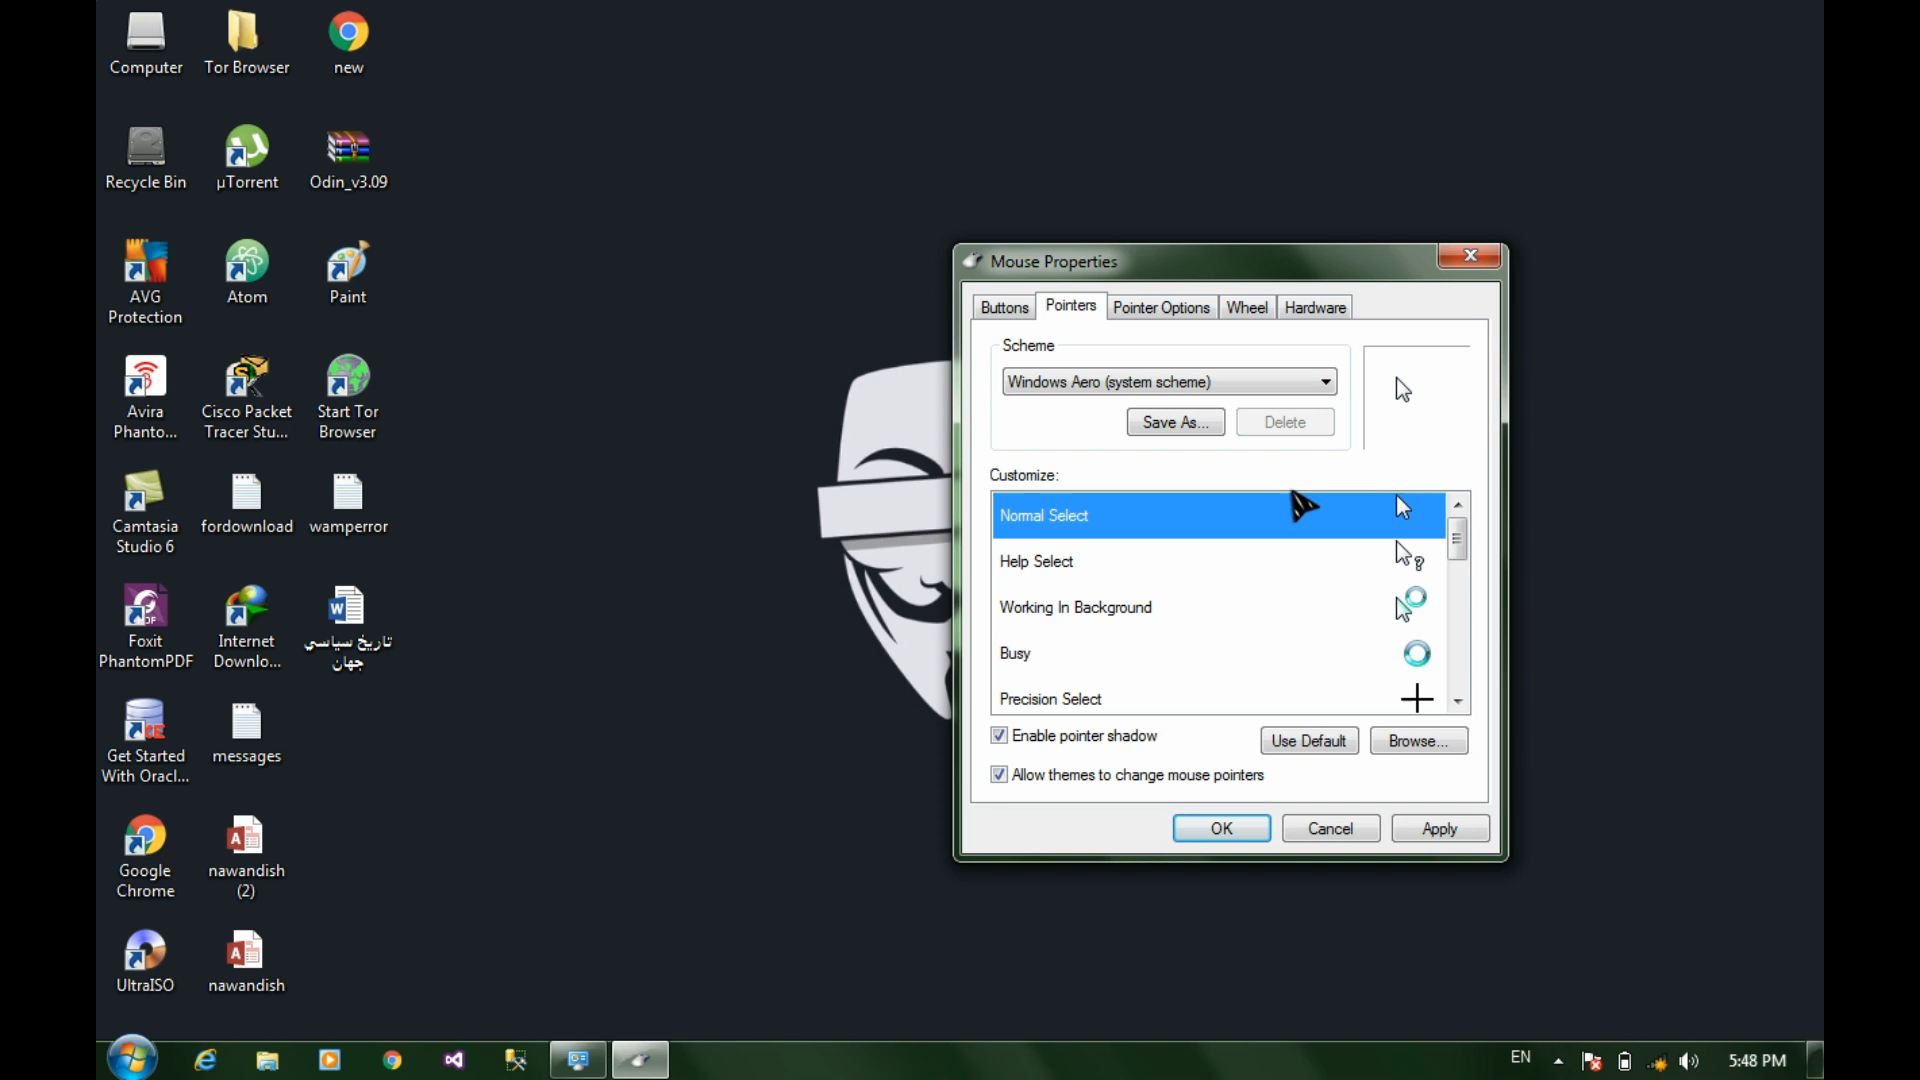 Computer
Tor Browser
new
Recycle Bin
µTorrent
Odin_v3.09
AVG
Protection
Atom
Paint
Avira
Phanto...
Cisco Packet
Tracer Stu...
Start Tor
Browser
Camtasia
Studio 6
fordownload
wamperror
Foxit
PhantomPDF
Internet
Downlo...
تاريخ سياسي
جهان
Get Started
With Oracl...
messages
Google
Chrome
nawandish
(2)
UltraISO
nawandish
Mouse Properties
Buttons
Pointers
Pointer Options
Wheel
Hardware
Scheme
Windows Aero (system scheme)
Save As...
Delete
Customize:
Normal Select
Help Select
Working In Background
Busy
Precision Select
Enable pointer shadow
Use Default
Browse...
Allow themes to change mouse pointers
OK
Cancel
Apply
EN
5:48 PM